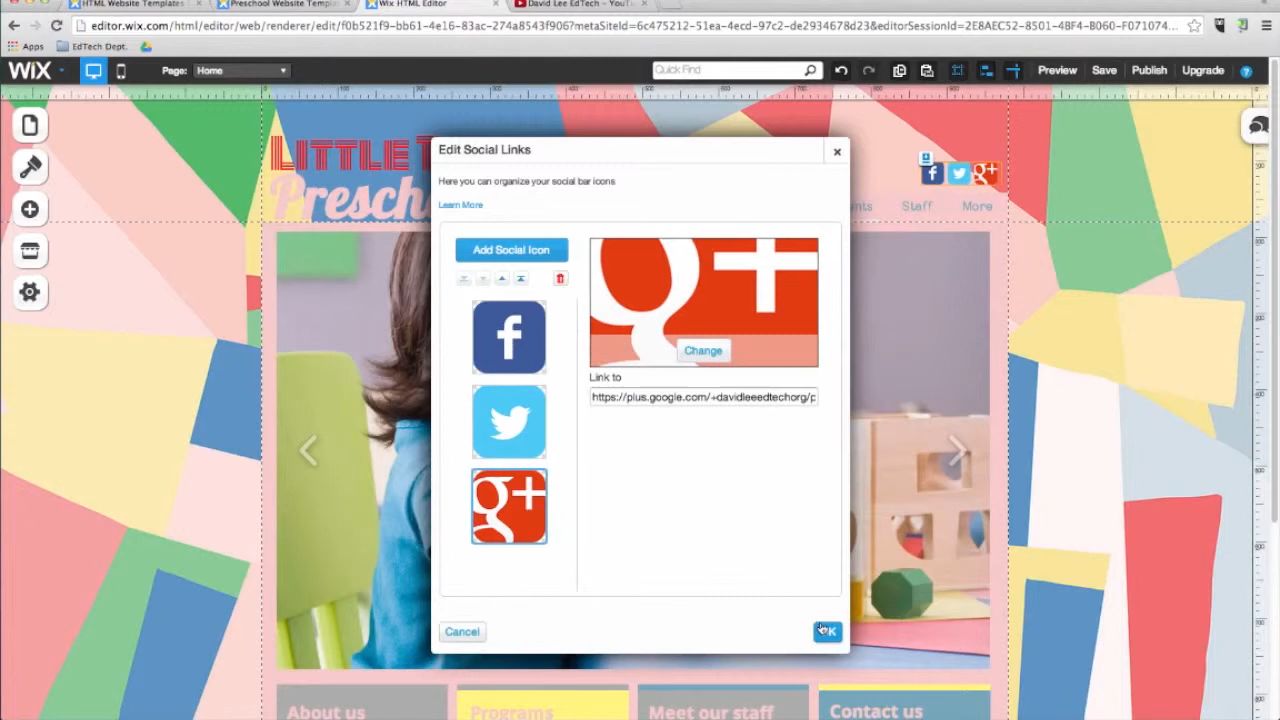 HTML Website Templates
Preschool Website Templa
Wix HTML Editor
David Lee EdTech – YouTu
editor.wix.com/html/editor/web/renderer/edit/f0b521f9-bb61-4e16-83ac-274a8543f906?metaSiteId=6c475212-51ea-4ecd-97c2-de2934678d23&editorSessionId=2E8AEC52-8501-4BF4-B060-F071074...
Apps
EdTech Dept.
WiX
Page:
Home
Quick Find
Preview
Save
Publish
Upgrade
LITTLE T
Presch
ents
Staff
More
Edit Social Links
Here you can organize your social bar icons
Learn More
Add Social Icon
Change
Link to
https://plus.google.com/+davidleeedtechorg/p
Cancel
About us
Programs
Meet our staff
Contact us